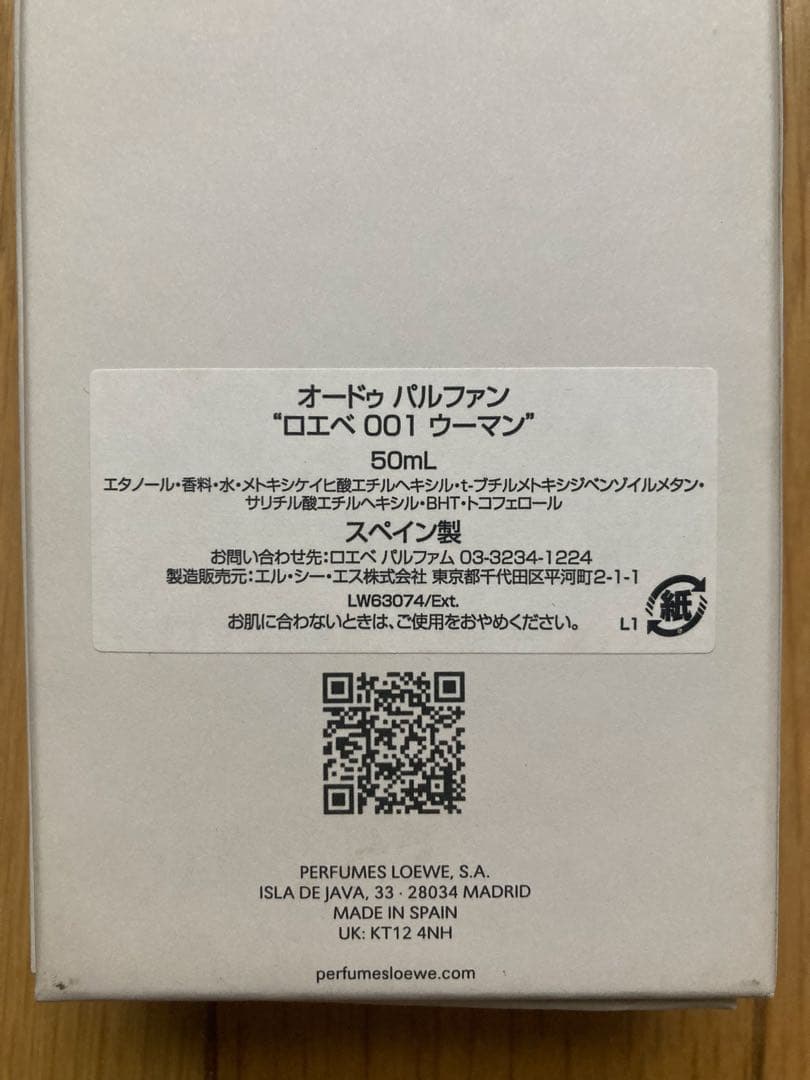 オードゥ パルファン
“ロエベ 001 ウーマン”
50mL
エタノール・香料・水・メトキシケイヒ酸エチルヘキシル・t-ブチルメトキシジベンゾイルメタン・
サリチル酸エチルヘキシル・BHT・トコフェロール
スペイン製
お問い合わせ先：ロエベ パルファム 03-3234-1224
製造販売元：エル・シー・エス株式会社 東京都千代田区平河町2-1-1
LW63074/Ext.
お肌に合わないときは、ご使用をおやめください。
L1
紙
PERFUMES LOEWE, S.A.
ISLA DE JAVA, 33 · 28034 MADRID
MADE IN SPAIN
UK: KT12 4NH
perfumesloewe.com